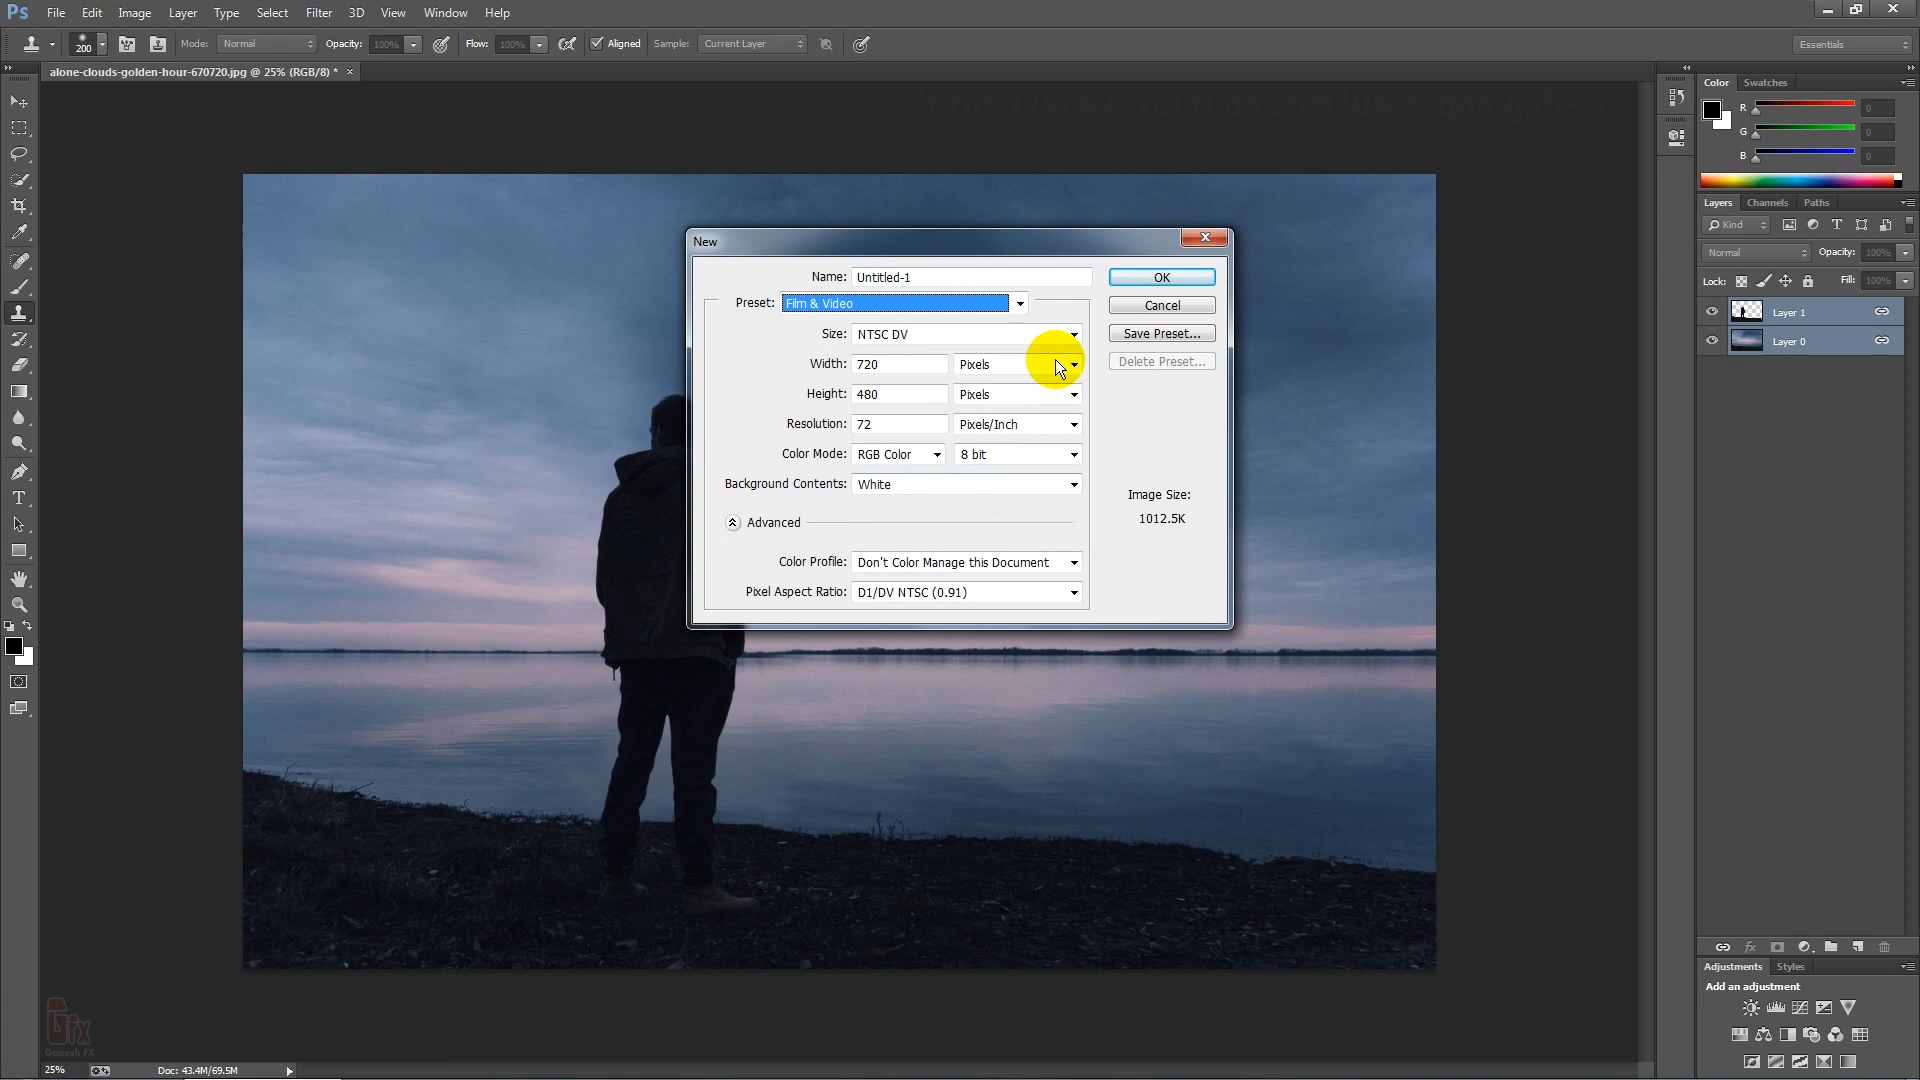 Ps File Edit Image Layer Type Select Filter 3D View Window Help
200 Mode: Normal Opacity: 100% Flow: 100% Aligned Sample: Current Layer Essentials
alone-clouds-golden-hour-670720.jpg @ 25% (RGB/8) * ×
Color Swatches
R 0
G 0
B 0
Layers Channels Paths
Kind
Normal Opacity: 100%
Lock: Fill: 100%
Layer 1
Layer 0
New
Name: Untitled-1 OK
Preset: Film & Video Cancel
Size: NTSC DV Save Preset...
Width: 720 Pixels Delete Preset...
Height: 480 Pixels
Resolution: 72 Pixels/Inch
Color Mode: RGB Color 8 bit
Background Contents: White
Image Size:
1012.5K
Advanced
Color Profile: Don't Color Manage this Document
Pixel Aspect Ratio: D1/DV NTSC (0.91)
fx
Adjustments Styles
Add an adjustment
Gfx
Ganesh FX
25% Doc: 43.4M/69.5M